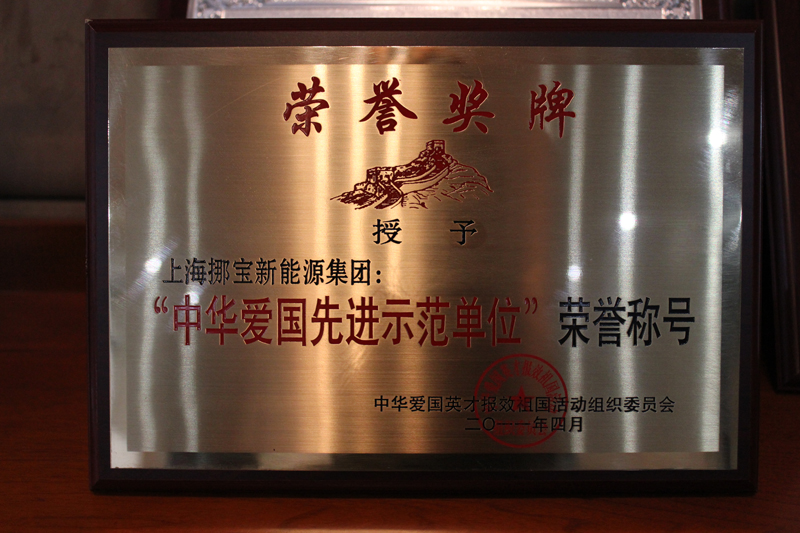 荣誉奖牌
授予
上海挪宝新能源集团：
“中华爱国先进示范单位”荣誉称号
中华爱国英才报效祖国活动组织委员会
二〇一一年四月